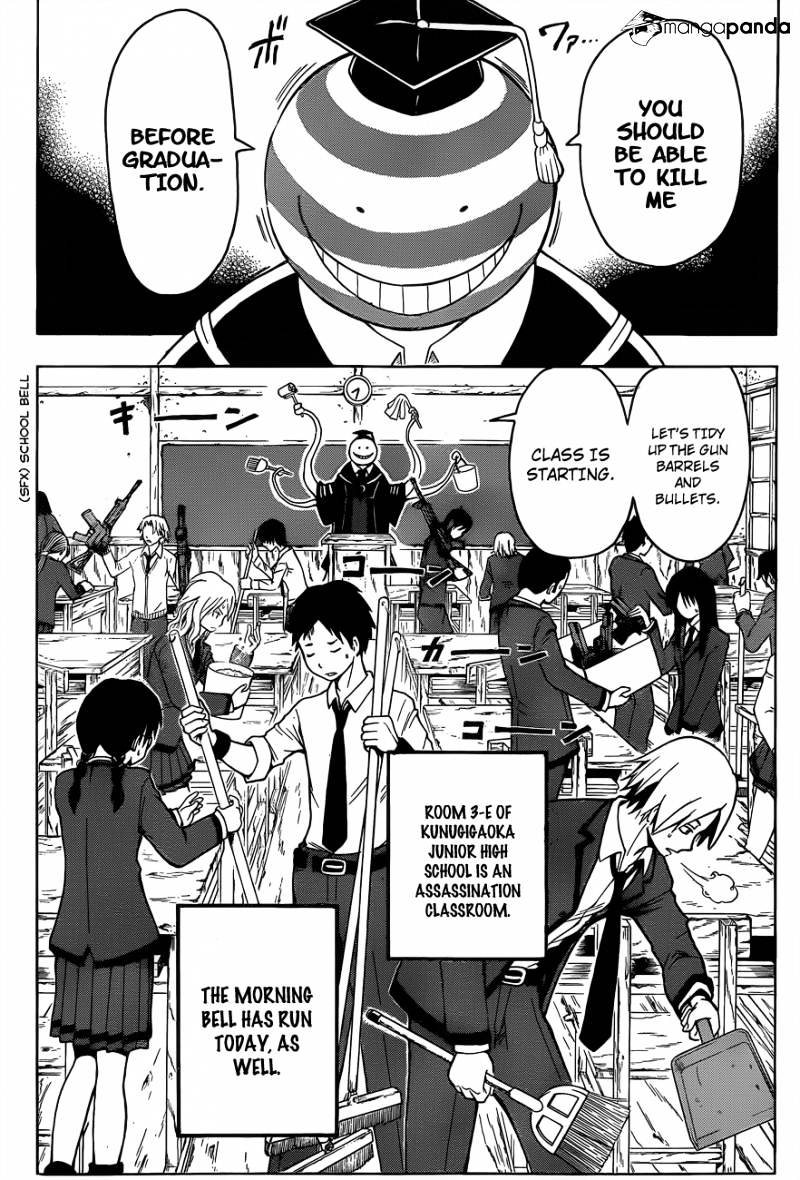 mangapanda
ファ…
ボ
YOU
SHOULD
BE ABLE
TO KILL
ME
BEFORE
GRADUA-
TION.
(SFX) SCHOOL BELL
キーン
コーン
カーン
コーン
LET'S TIDY
UP THE GUN
BARRELS
AND
BULLETS.
CLASS IS
STARTING.
ROOM 3-E OF
KUNUGIGAOKA
JUNIOR HIGH
SCHOOL IS AN
ASSASSINATION
CLASSROOM.
THE MORNING
BELL HAS RUN
TODAY, AS
WELL.